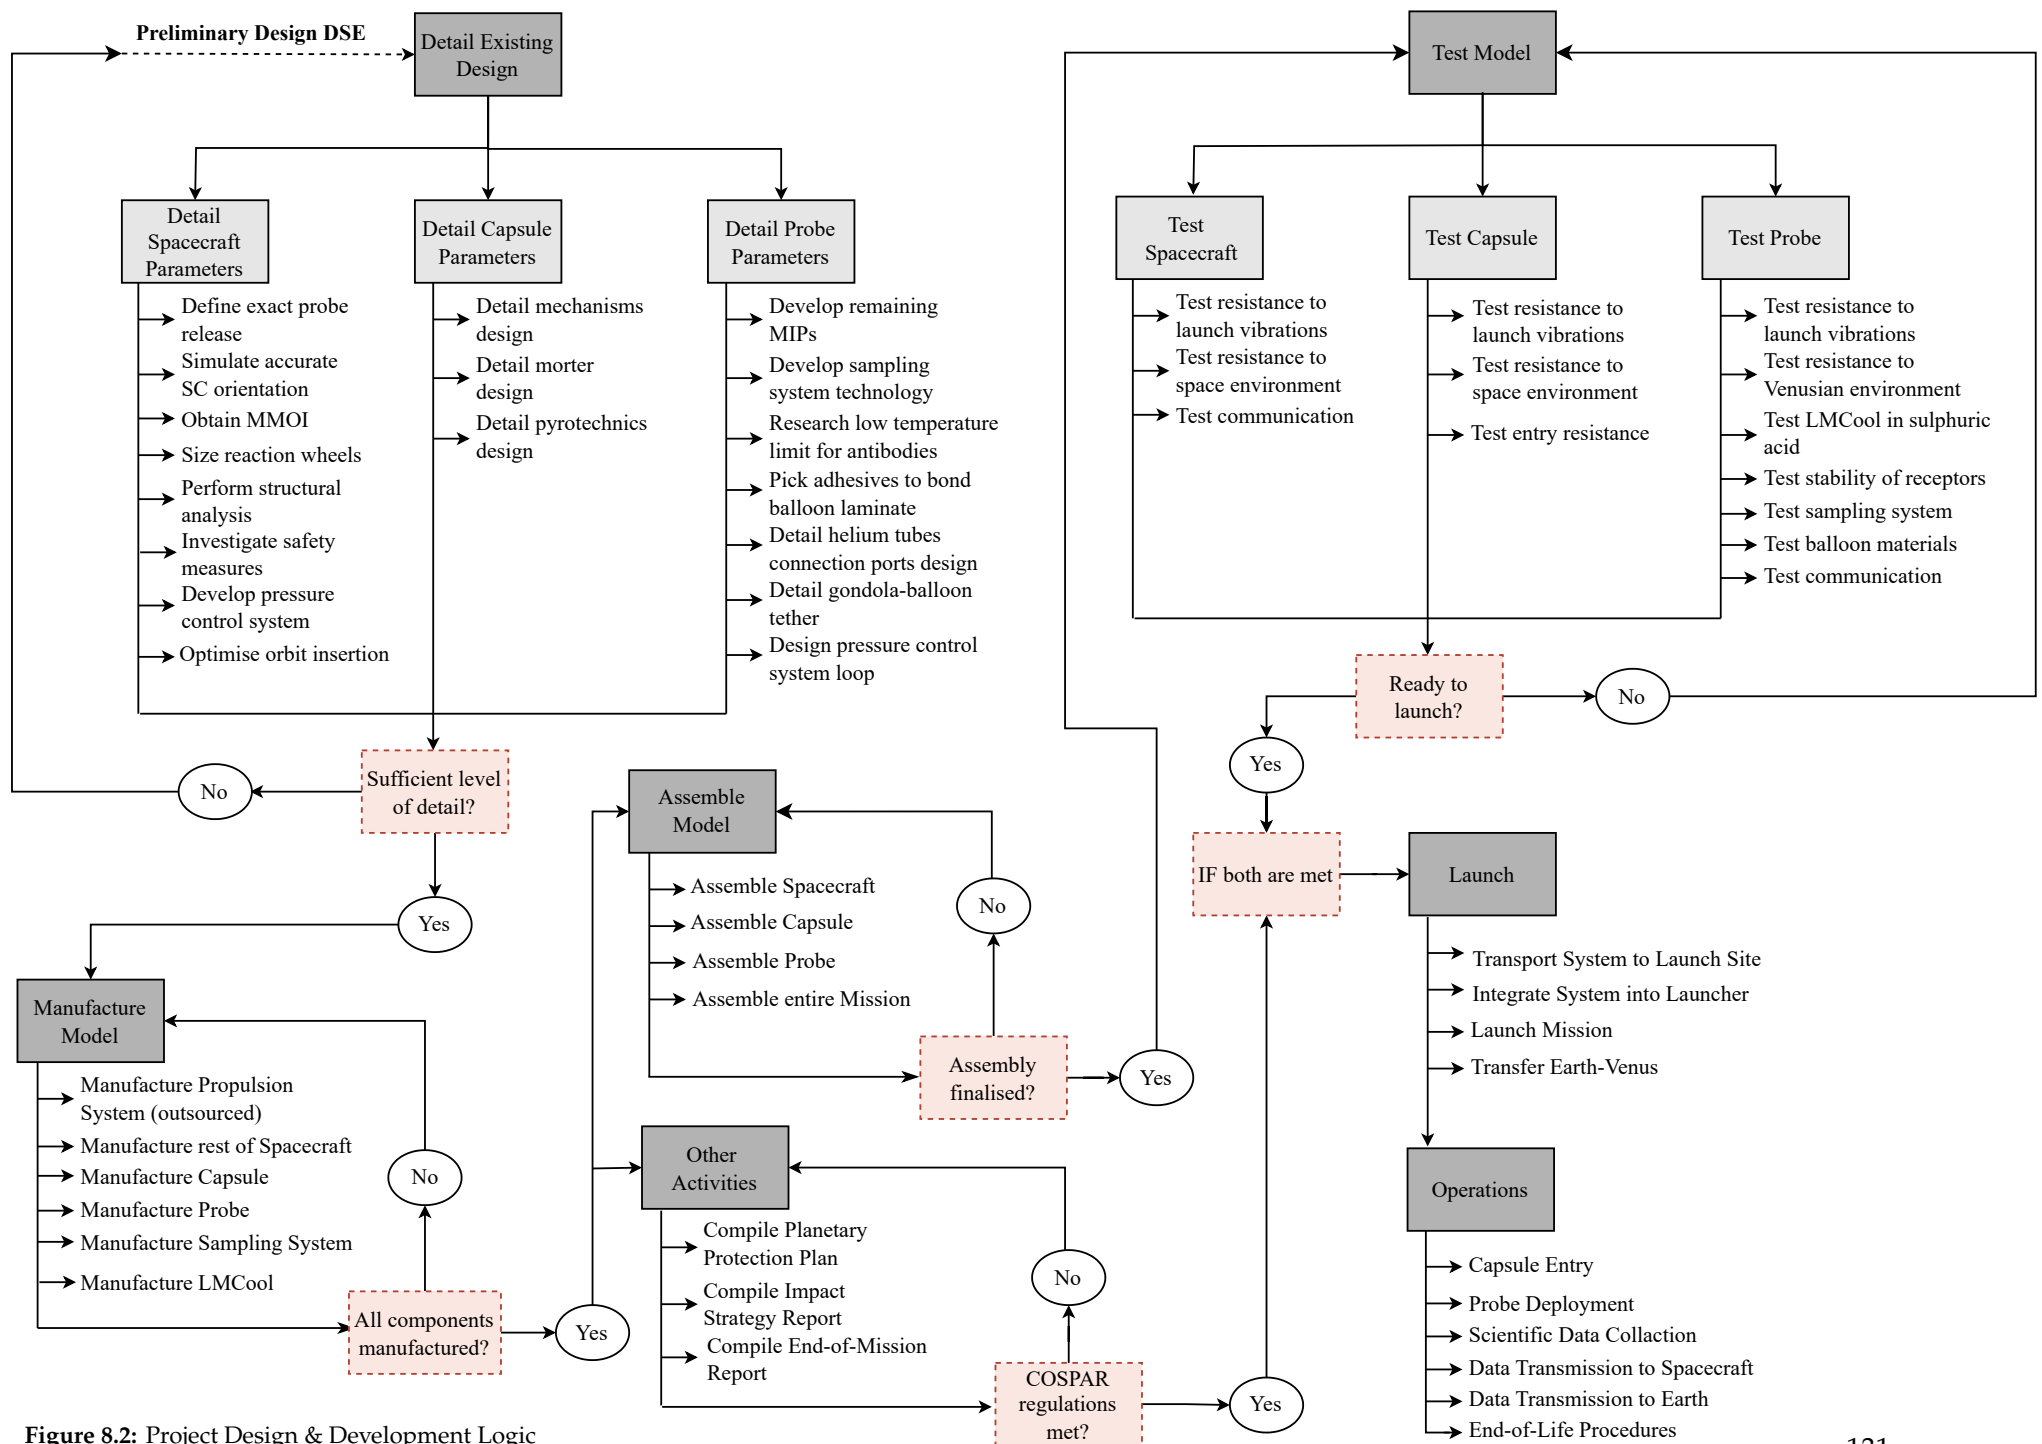 Preliminary Design DSE
Detail Existing
Design
Detail
Spacecraft
Parameters
Define exact probe
release
Simulate accurate
SC orientation
Obtain MMOI
Size reaction wheels
Perform structural
analysis
Investigate safety
measures
Develop pressure
control system
Optimise orbit insertion
Detail Capsule
Parameters
Detail mechanisms
design
Detail morter
design
Detail pyrotechnics
design
Detail Probe
Parameters
Develop remaining
MIPs
Develop sampling
system technology
Research low temperature
limit for antibodies
Pick adhesives to bond
balloon laminate
Detail helium tubes
connection ports design
Detail gondola-balloon
tether
Design pressure control
system loop
Sufficient level
of detail?
No
Yes
Manufacture
Model
Manufacture Propulsion
System (outsourced)
Manufacture rest of Spacecraft
Manufacture Capsule
Manufacture Probe
Manufacture Sampling System
Manufacture LMCool
All components
manufactured?
No
Yes
Assemble
Model
Assemble Spacecraft
Assemble Capsule
Assemble Probe
Assemble entire Mission
Assembly
finalised?
No
Yes
Other
Activities
Compile Planetary
Protection Plan
Compile Impact
Strategy Report
Compile End-of-Mission
Report
COSPAR
regulations
met?
No
Yes
Test Model
Test
Spacecraft
Test resistance to
launch vibrations
Test resistance to
space environment
Test communication
Test Capsule
Test resistance to
launch vibrations
Test resistance to
space environment
Test entry resistance
Test Probe
Test resistance to
launch vibrations
Test resistance to
Venusian environment
Test LMCool in sulphuric
acid
Test stability of receptors
Test sampling system
Test balloon materials
Test communication
Ready to
launch?
No
Yes
IF both are met
Launch
Transport System to Launch Site
Integrate System into Launcher
Launch Mission
Transfer Earth-Venus
Operations
Capsule Entry
Probe Deployment
Scientific Data Collaction
Data Transmission to Spacecraft
Data Transmission to Earth
End-of-Life Procedures
Figure 8.2: Project Design & Development Logic